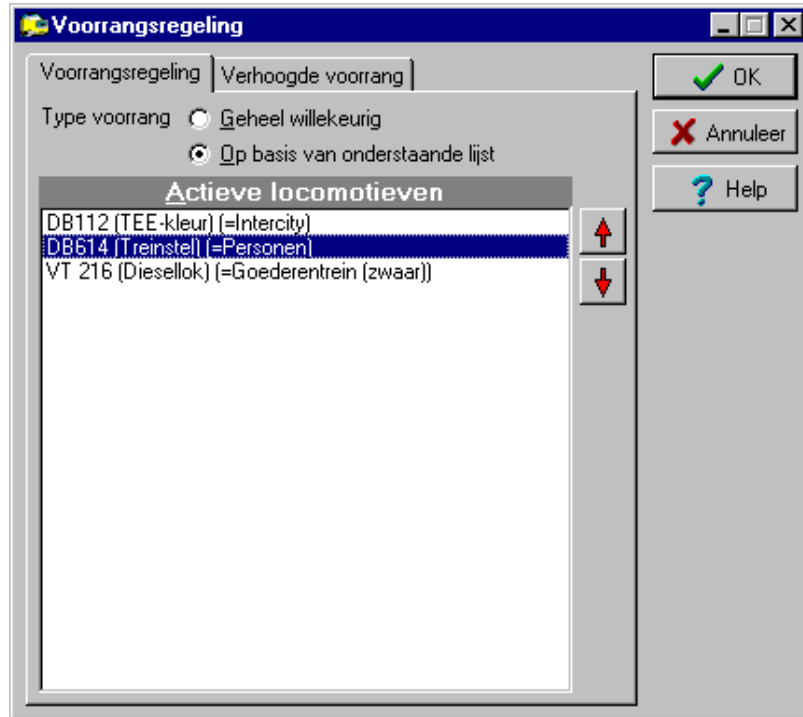 Voorrangsregeling
Voorrangsregeling
Verhoogde voorrang
Type voorrang
Geheel willekeurig
Op basis van onderstaande lijst
Actieve locomotieven
DB112 (TEE-kleur) (=Intercity)
DB614 (Treinstel) (=Personen)
VT 216 (Diesellok) (=Goederentrein (zwaar))
OK
Annuleer
Help